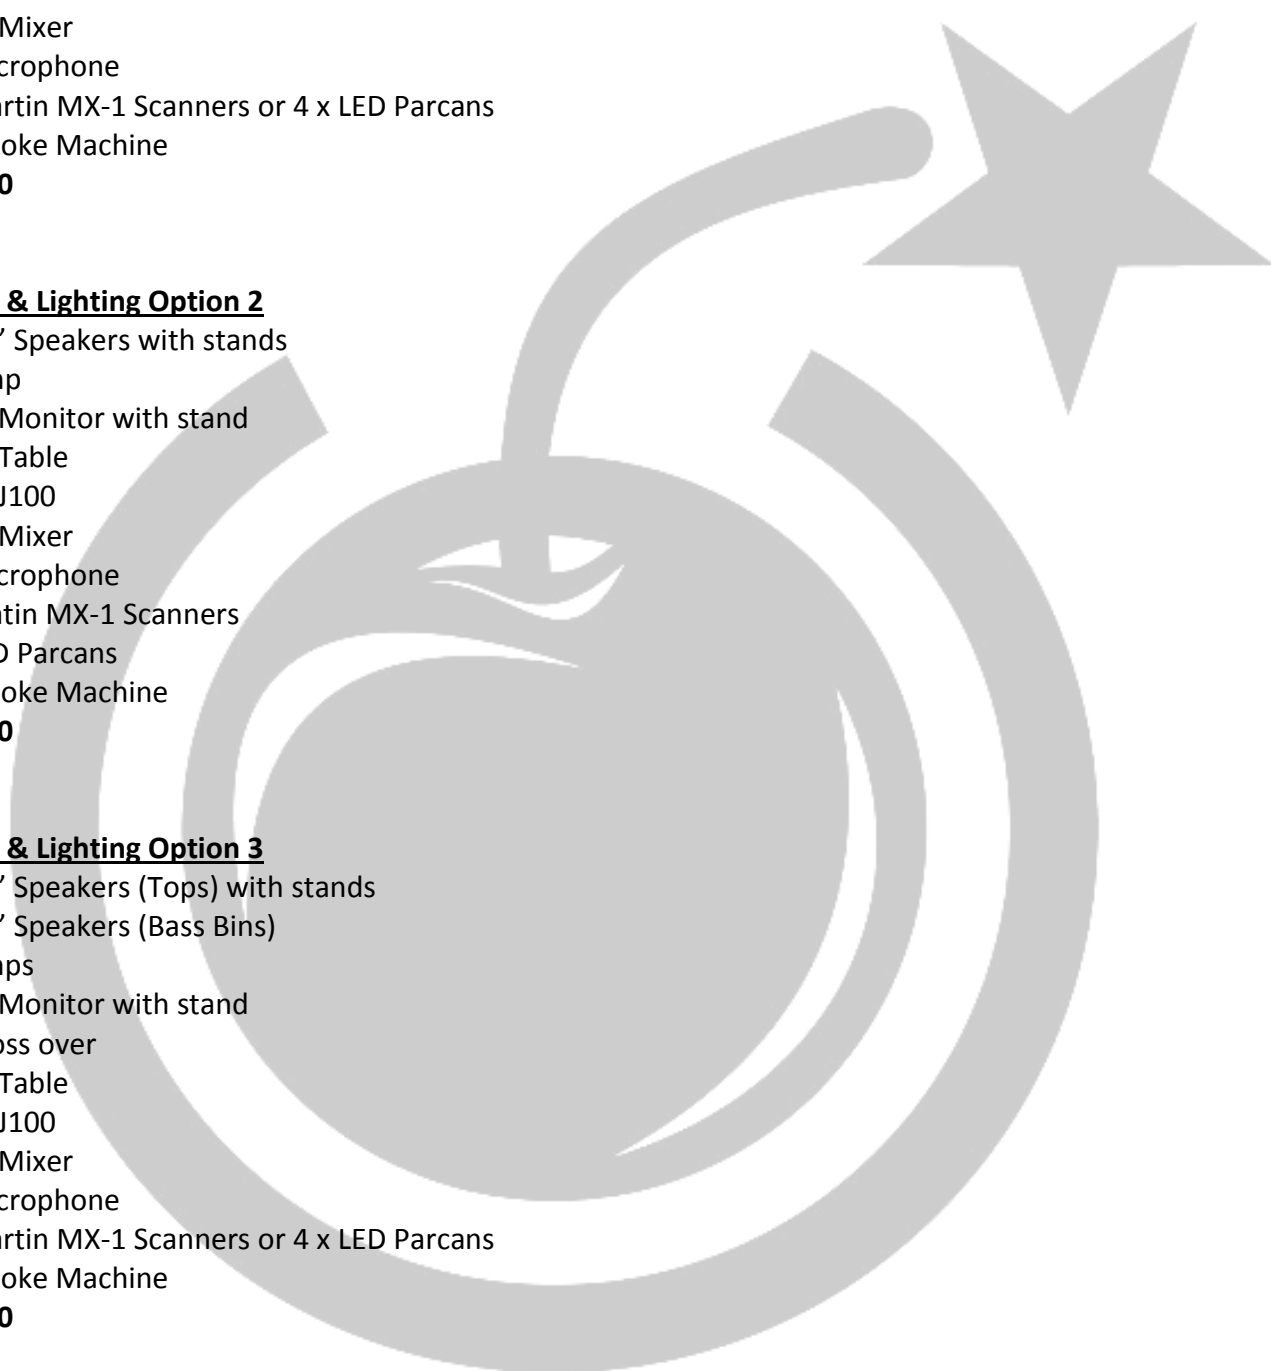 Mixer
crophone
artin MX-1 Scanners or 4 x LED Parcans
oke Machine
0
& Lighting Option 2
” Speakers with stands
mp
Monitor with stand
Table
J100
Mixer
crophone
atin MX-1 Scanners
D Parcans
oke Machine
0
& Lighting Option 3
” Speakers (Tops) with stands
” Speakers (Bass Bins)
mps
Monitor with stand
oss over
Table
J100
Mixer
crophone
artin MX-1 Scanners or 4 x LED Parcans
oke Machine
0